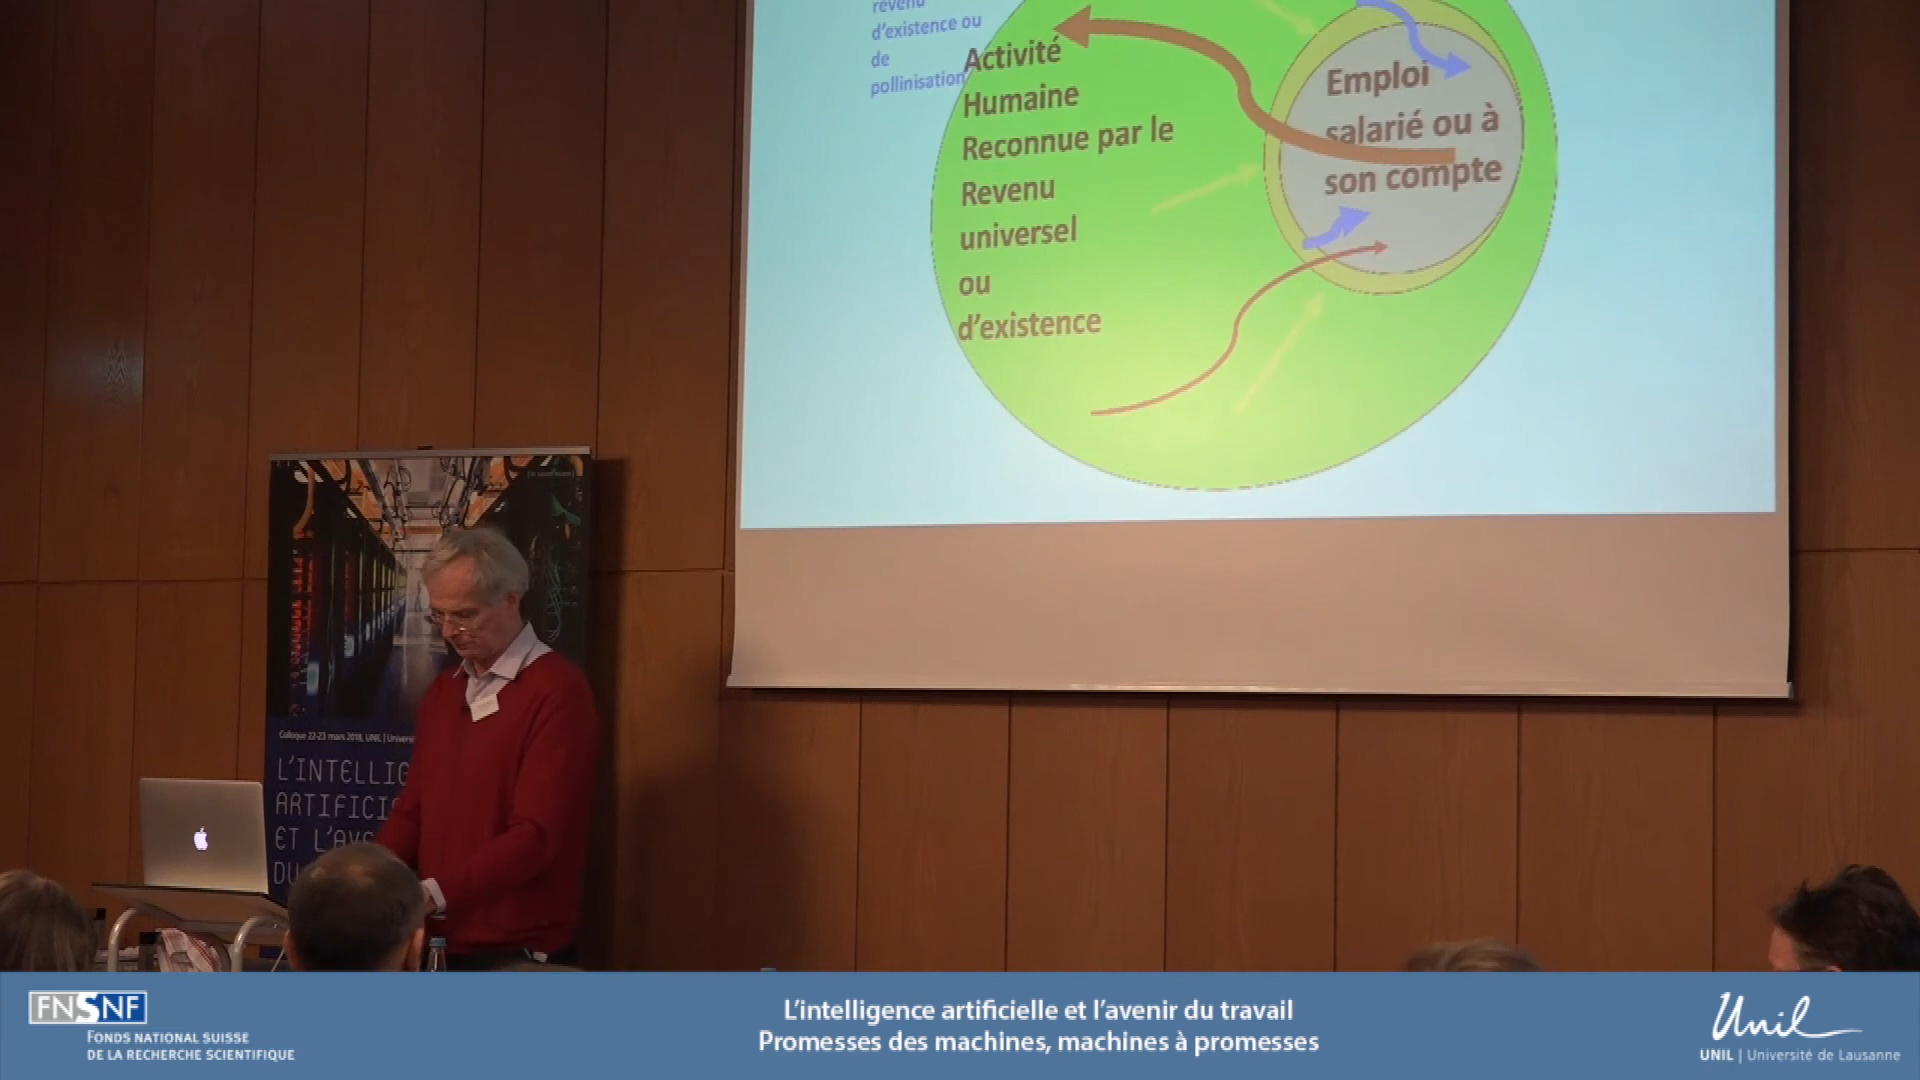 revenu
d'existence ou
de
pollinisation
Activité
Humaine
Reconnue par le
Revenu
universel
ou
d'existence
Emploi
salarié ou à
son compte
Colloque 22-23 mars 2018, UNIL |
L'INTELLIG
ARTIFICI
ET L'AVE
DU
FNSNF
FONDS NATIONAL SUISSE
DE LA RECHERCHE SCIENTIFIQUE
L'intelligence artificielle et l'avenir du travail
Promesses des machines, machines à promesses
Unil
UNIL | Université de Lausanne